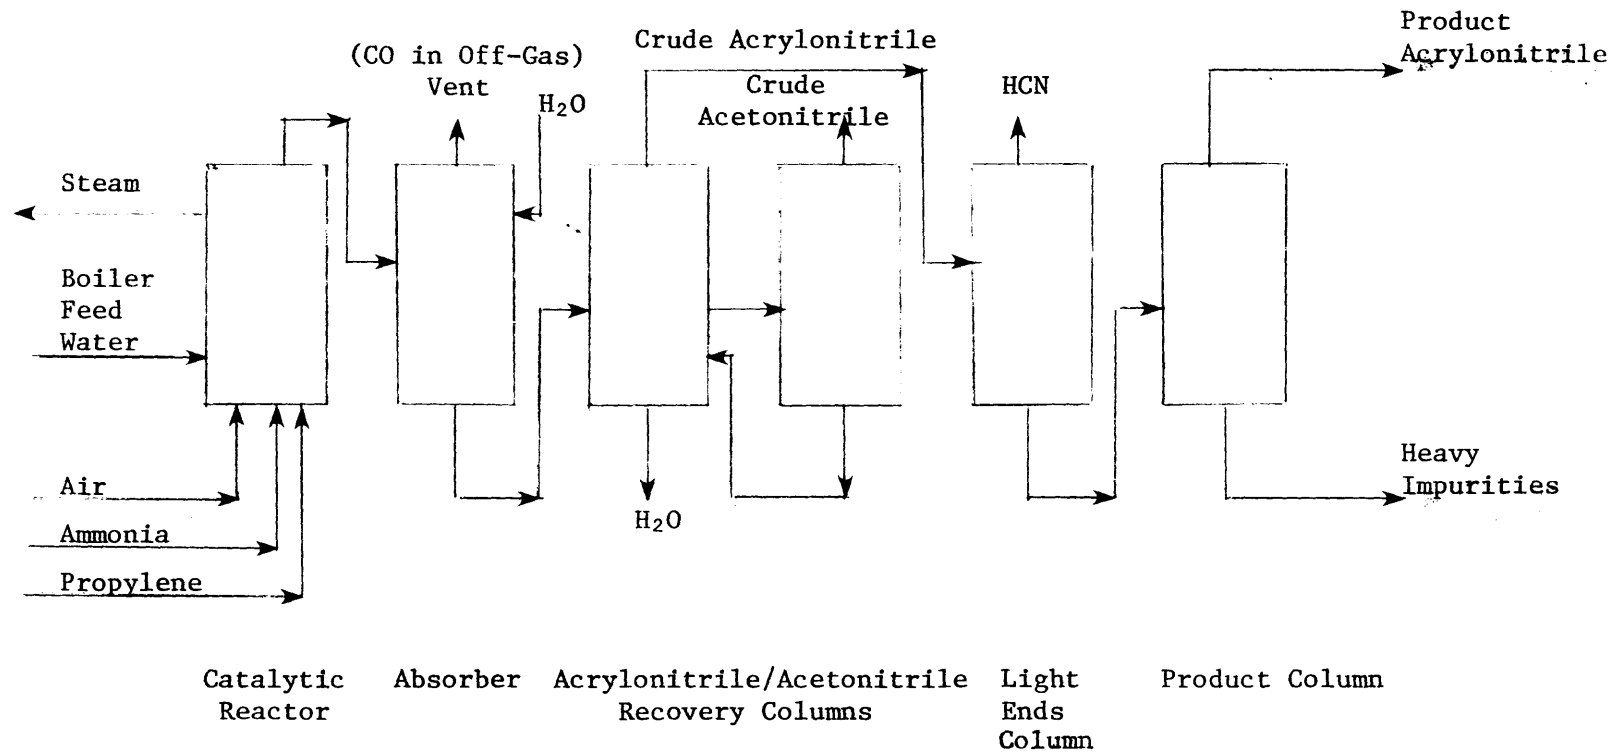 Product
Acrylonitrile
Crude Acrylonitrile
(CO in Off-Gas)
Vent
H₂O
Crude
Acetonitrile
HCN
Steam
Boiler
Feed
Water
Air
Ammonia
Propylene
H₂O
Heavy
Impurities
Catalytic
Reactor
Absorber
Acrylonitrile/Acetonitrile
Recovery Columns
Light
Ends
Column
Product Column